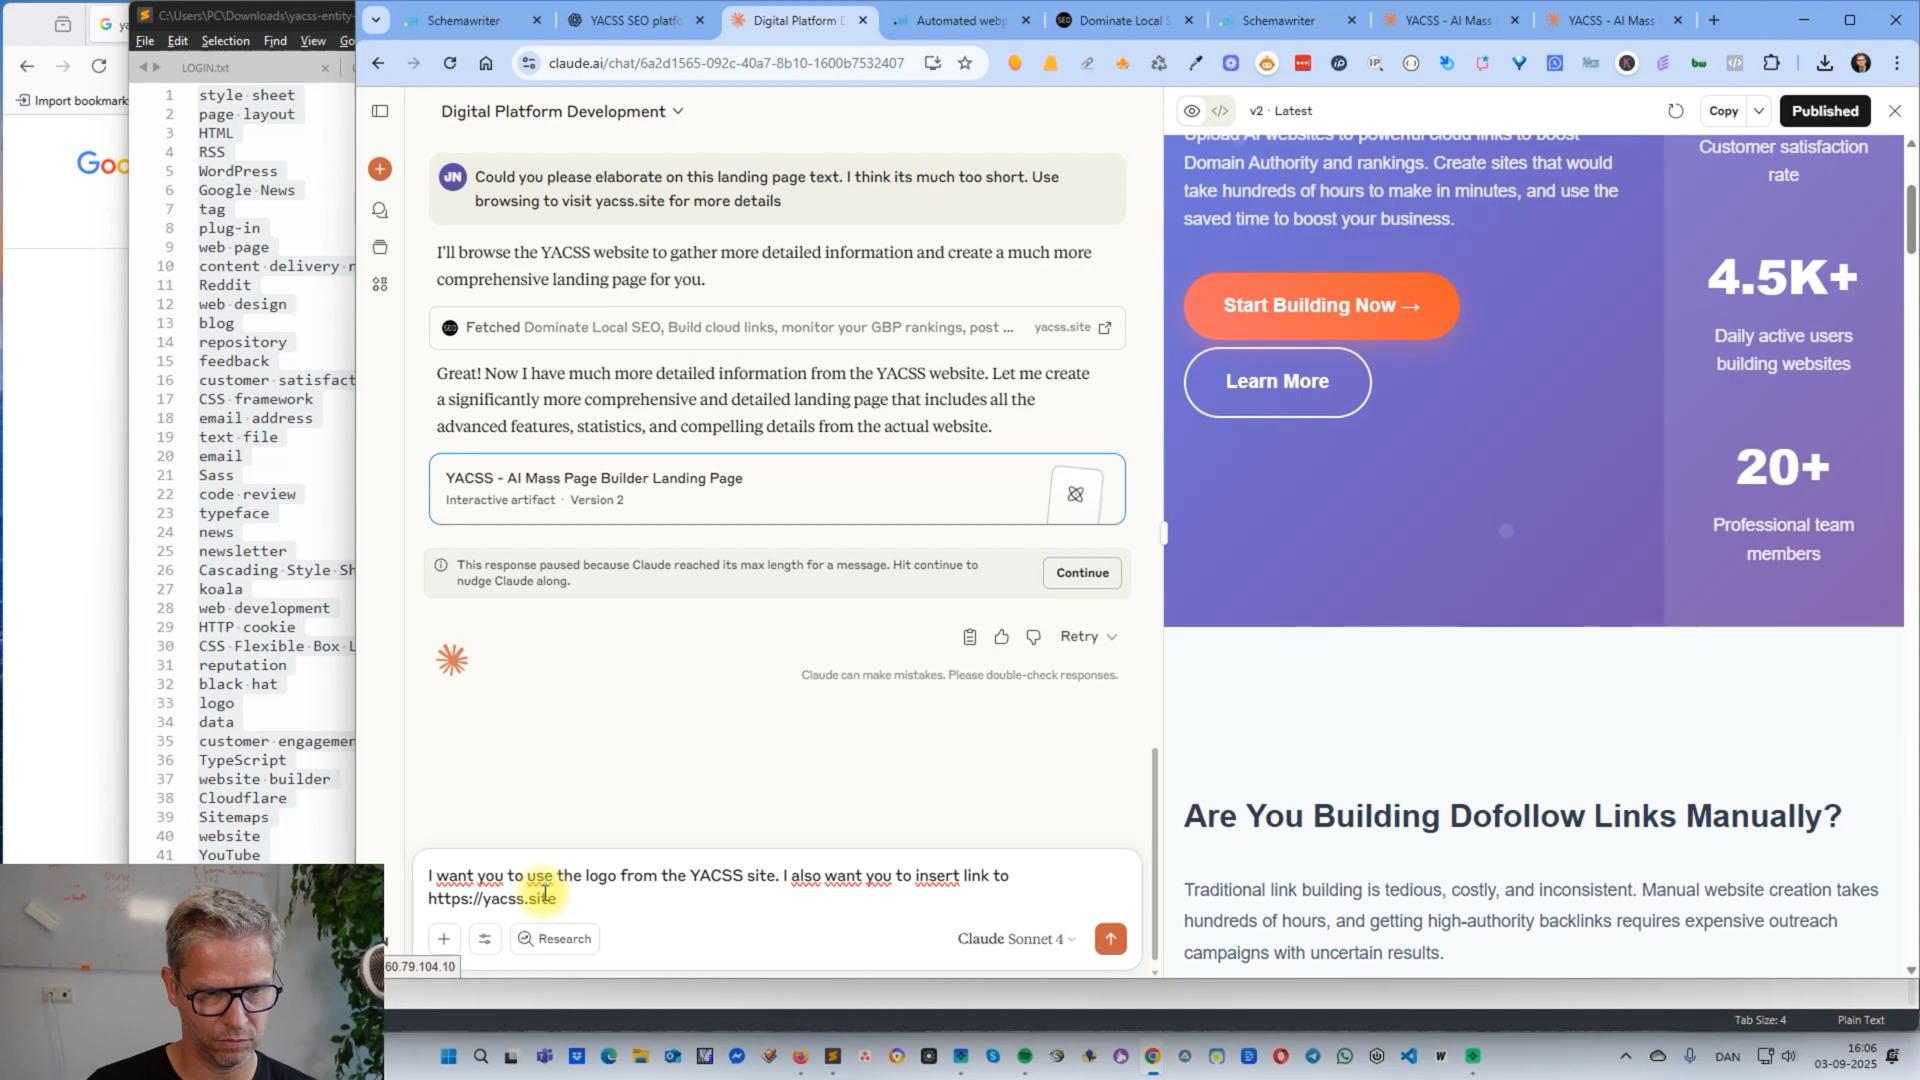 C:\Users\PC\Downloads\yacss-entity-
Schemawriter
YACSS SEO platfo
Digital Platform D
Automated webp
Dominate Local S
Schemawriter
YACSS - AI Mass
YACSS - AI Mass
File Edit Selection Find View Go
claude.ai/chat/6a2d1565-092c-40a7-8b10-1600b7532407
LOGIN.txt
Import bookmark
Goo
1 style sheet
2 page layout
3 HTML
4 RSS
5 WordPress
6 Google News
7 tag
8 plug-in
9 web page
10 content delivery n
11 Reddit
12 web design
13 blog
14 repository
15 feedback
16 customer satisfact
17 CSS framework
18 email address
19 text file
20 email
21 Sass
22 code review
23 typeface
24 news
25 newsletter
26 Cascading Style Sh
27 koala
28 web development
29 HTTP cookie
30 CSS Flexible Box L
31 reputation
32 black hat
33 logo
34 data
35 customer engagemen
36 TypeScript
37 website builder
38 Cloudflare
39 Sitemaps
40 website
41 YouTube
Digital Platform Development
JN
Could you please elaborate on this landing page text. I think its much too short. Use
browsing to visit yacss.site for more details
I'll browse the YACSS website to gather more detailed information and create a much more
comprehensive landing page for you.
SEO Fetched Dominate Local SEO, Build cloud links, monitor your GBP rankings, post ... yacss.site
Great! Now I have much more detailed information from the YACSS website. Let me create
a significantly more comprehensive and detailed landing page that includes all the
advanced features, statistics, and compelling details from the actual website.
YACSS - AI Mass Page Builder Landing Page
Interactive artifact · Version 2
This response paused because Claude reached its max length for a message. Hit continue to
nudge Claude along.
Continue
Retry
Claude can make mistakes. Please double-check responses.
I want you to use the logo from the YACSS site. I also want you to insert link to
https://yacss.site
Research
Claude Sonnet 4
60.79.104.10
v2 · Latest
Copy
Published
Upload AI websites to powerful cloud links to boost
Domain Authority and rankings. Create sites that would
take hundreds of hours to make in minutes, and use the
saved time to boost your business.
Start Building Now →
Learn More
Customer satisfaction
rate
4.5K+
Daily active users
building websites
20+
Professional team
members
Are You Building Dofollow Links Manually?
Traditional link building is tedious, costly, and inconsistent. Manual website creation takes
hundreds of hours, and getting high-authority backlinks requires expensive outreach
campaigns with uncertain results.
Tab Size: 4
Plain Text
DAN
16:06
03-09-2025